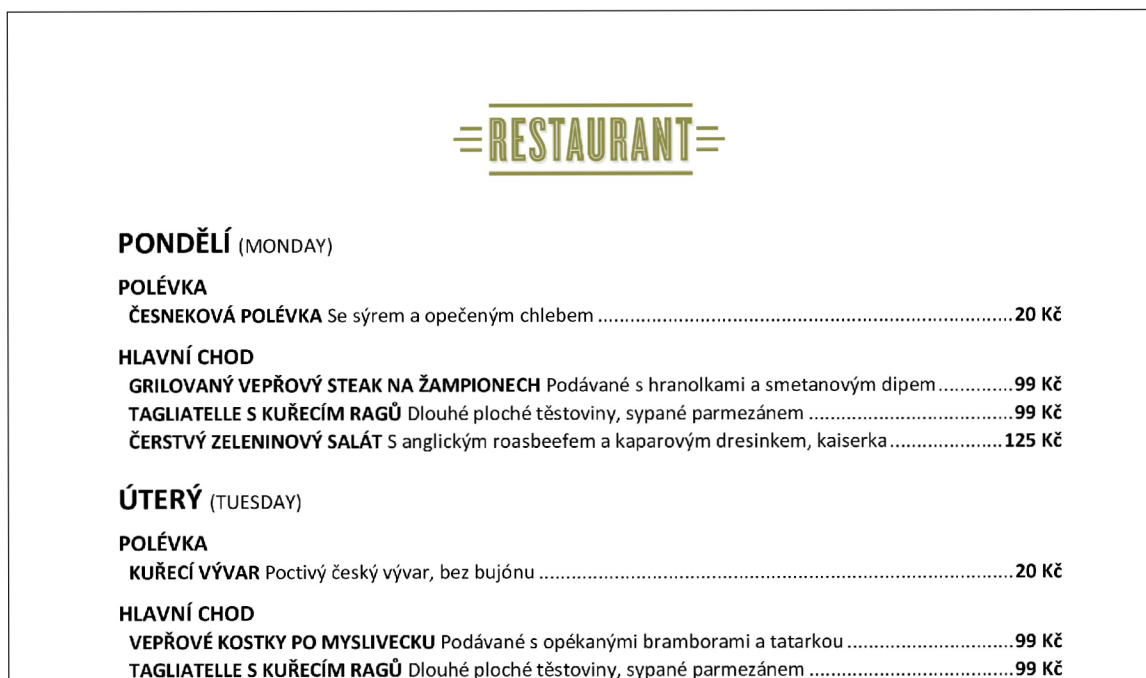 RESTAURANT
PONDĚLÍ (MONDAY)
POLÉVKA
ČESNEKOVÁ POLÉVKA Se sýrem a opečeným chlebem ........ 20 Kč
HLAVNÍ CHOD
GRILOVANÝ VEPŘOVÝ STEAK NA ŽAMPIONECH Podávané s hranolkami a smetanovým dipem ........ 99 Kč
TAGLIATELLE S KUŘECÍM RAGŮ Dlouhé ploché těstoviny, sypané parmezánem ........ 99 Kč
ČERSTVÝ ZELENINOVÝ SALÁT S anglickým roasbeefem a kaparovým dresinkem, kaiserka ........ 125 Kč
ÚTERÝ (TUESDAY)
POLÉVKA
KUŘECÍ VÝVAR Poctivý český vývar, bez bujónu ........ 20 Kč
HLAVNÍ CHOD
VEPŘOVÉ KOSTKY PO MYSLIVECKU Podávané s opékanými bramborami a tatarkou ........ 99 Kč
TAGLIATELLE S KUŘECÍM RAGŮ Dlouhé ploché těstoviny, sypané parmezánem ........ 99 Kč